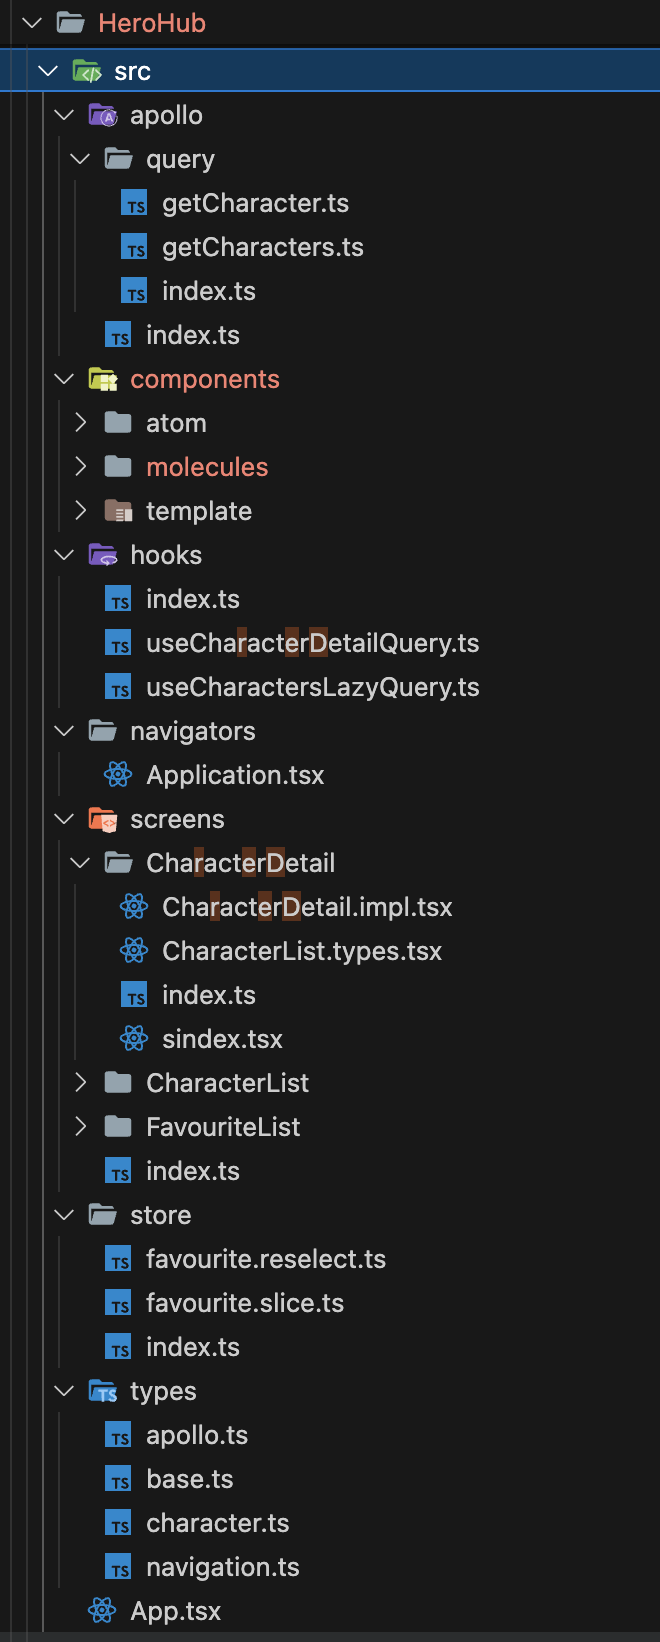 HeroHub
src
apollo
query
TS getCharacter.ts
TS getCharacters.ts
TS index.ts
TS index.ts
components
atom
molecules
template
hooks
TS index.ts
TS useCharacterDetailQuery.ts
TS useCharactersLazyQuery.ts
navigators
Application.tsx
screens
CharacterDetail
CharacterDetail.impl.tsx
CharacterList.types.tsx
TS index.ts
sindex.tsx
CharacterList
FavouriteList
TS index.ts
store
TS favourite.reselect.ts
TS favourite.slice.ts
TS index.ts
TS types
TS apollo.ts
TS base.ts
TS character.ts
TS navigation.ts
App.tsx